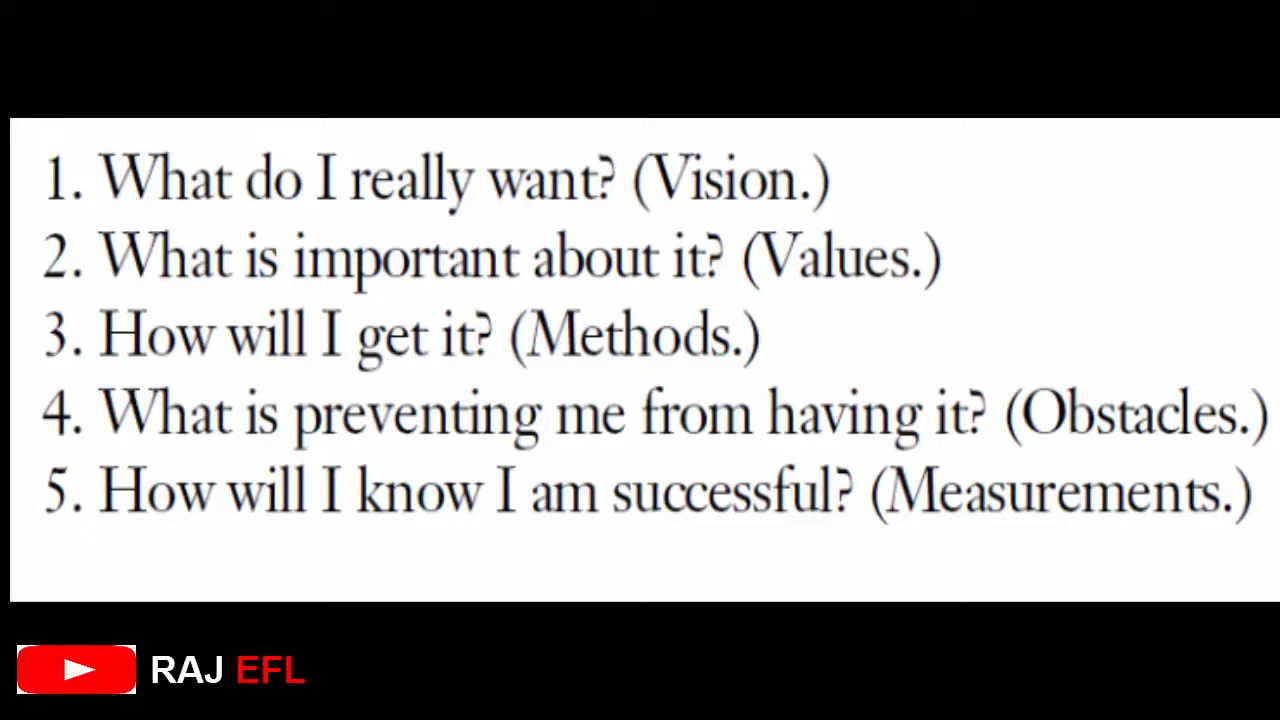 1. What do I really want? (Vision.)
2. What is important about it? (Values.)
3. How will I get it? (Methods.)
4. What is preventing me from having it? (Obstacles.)
5. How will I know I am successful? (Measurements.)
RAJ EFL